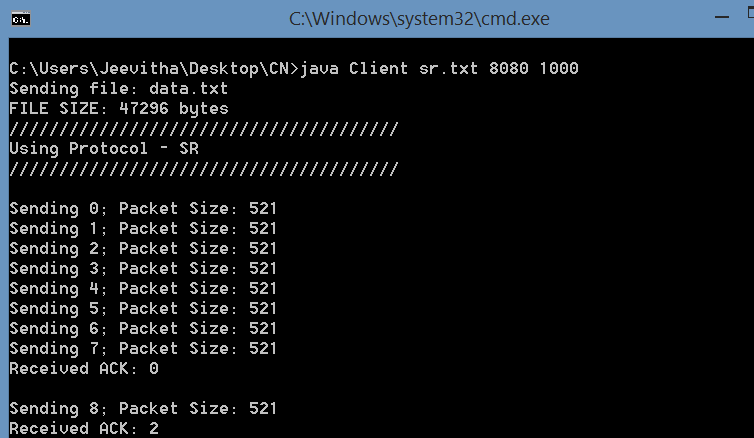 C:\Windows\system32\cmd.exe
C:\Users\Jeevitha\Desktop\CN>java Client sr.txt 8080 1000
Sending file: data.txt
FILE SIZE: 47296 bytes
///////////////////////////////////////
Using Protocol - SR
///////////////////////////////////////
Sending 0; Packet Size: 521
Sending 1; Packet Size: 521
Sending 2; Packet Size: 521
Sending 3; Packet Size: 521
Sending 4; Packet Size: 521
Sending 5; Packet Size: 521
Sending 6; Packet Size: 521
Sending 7; Packet Size: 521
Received ACK: 0
Sending 8; Packet Size: 521
Received ACK: 2